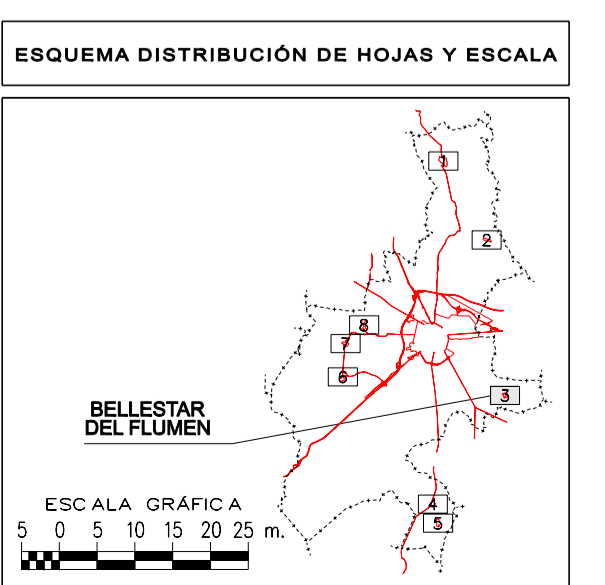 ESQUEMA DISTRIBUCIÓN DE HOJAS Y ESCALA
1
2
8
7
6
3
BELLESTAR
DEL FLUMEN
4
5
ESCALA GRÁFICA
5 0 5 10 15 20 25 m.